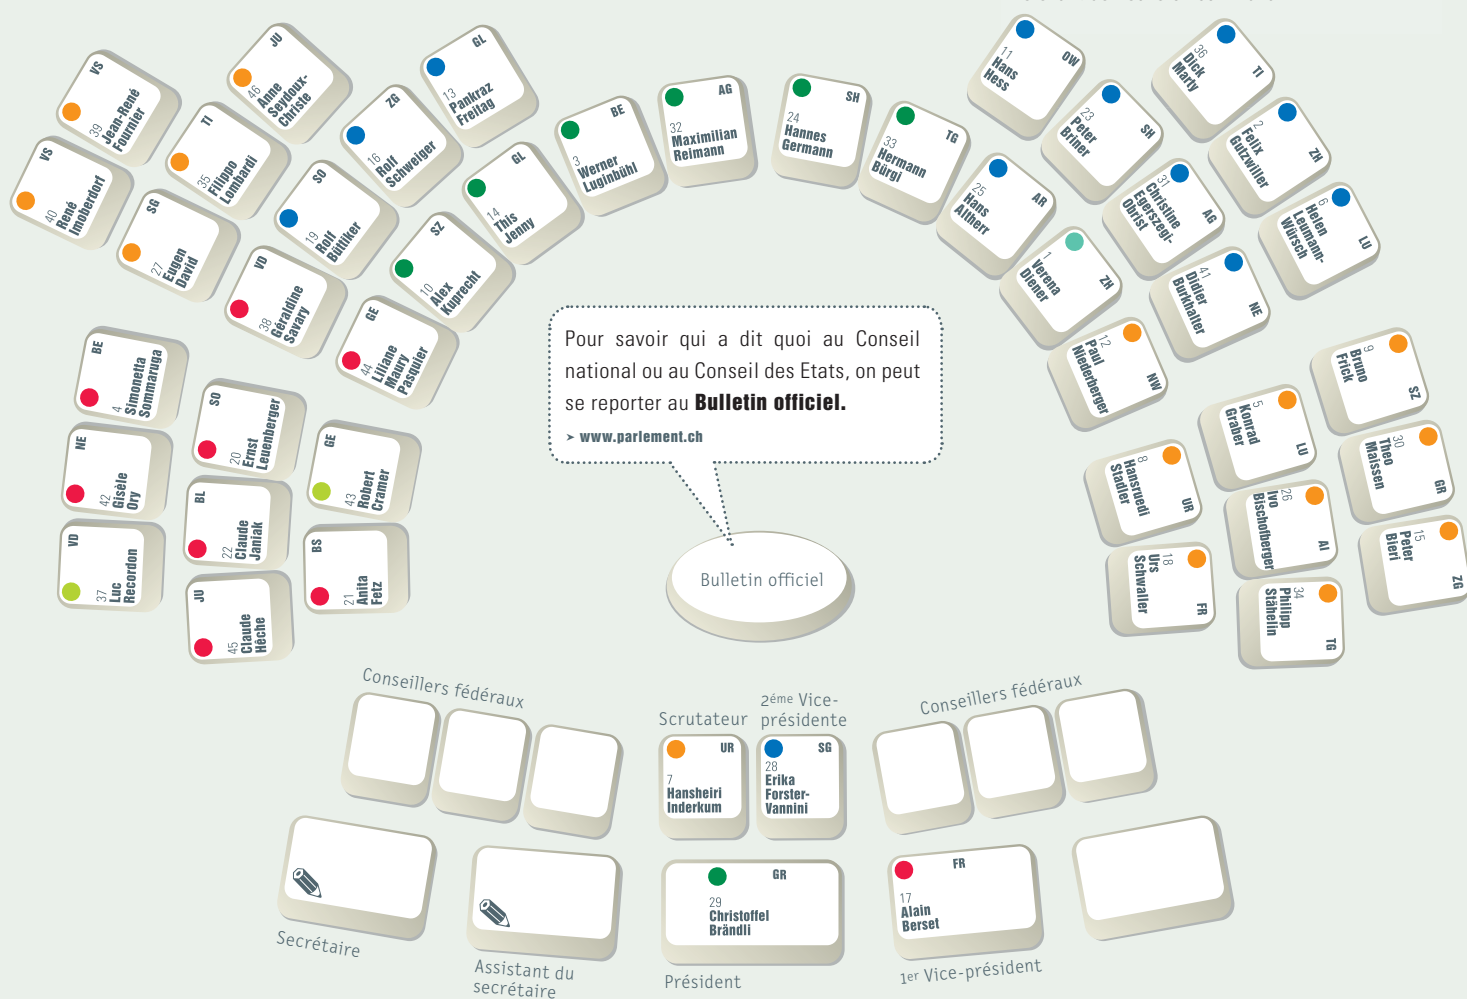 VS
39
Jean-René
Fournier
JU
46
Anne
Seydoux-
Christe
GL
13
Pankraz
Freitag
VS
40
René
Imoberdorf
TI
35
Filippo
Lombardi
ZG
16
Rolf
Schweiger
BE
3
Werner
Luginbühl
AG
32
Maximilian
Reimann
SH
24
Hannes
Germann
TG
33
Hermann
Bürgi
OW
11
Hans
Hess
TI
36
Dick
Marty
SG
27
Eugen
David
SO
19
Rolf
Büttiker
GL
14
This
Jenny
AR
25
Hans
Altherr
SH
23
Peter
Briner
ZH
2
Felix
Gutzwiller
VD
38
Géraldine
Savary
SZ
10
Alex
Kuprecht
ZH
1
Verena
Diener
AG
31
Christine
Egerszegi-
Obrist
LU
6
Helen
Leumann-
Würsch
GE
44
Liliane
Maury
Pasquier
NW
12
Paul
Niederberger
NE
41
Didier
Burkhalter
BE
4
Simonetta
Sommaruga
SO
20
Ernst
Leuenberger
GE
43
Robert
Cramer
NE
42
Gisèle
Ory
BL
22
Claude
Janiak
BS
21
Anita
Fetz
VD
37
Luc
Recordon
JU
45
Claude
Hêche
Pour savoir qui a dit quoi au Conseil
national ou au Conseil des Etats, on peut
se reporter au Bulletin officiel.
➢ www.parlement.ch
Bulletin officiel
UR
8
Hansruedi
Stadler
LU
5
Konrad
Graber
SZ
9
Bruno
Frick
FR
18
Urs
Schwaller
AI
26
Ivo
Bischofberger
GR
30
Theo
Maissen
TG
34
Philipp
Stähelin
ZG
15
Peter
Bieri
Conseillers fédéraux
Scrutateur
2ème Vice-
présidente
Conseillers fédéraux
UR
7
Hansheiri
Inderkum
SG
28
Erika
Forster-
Vannini
Secrétaire
Assistant du
secrétaire
GR
29
Christoffel
Brändli
Président
FR
17
Alain
Berset
1er Vice-président